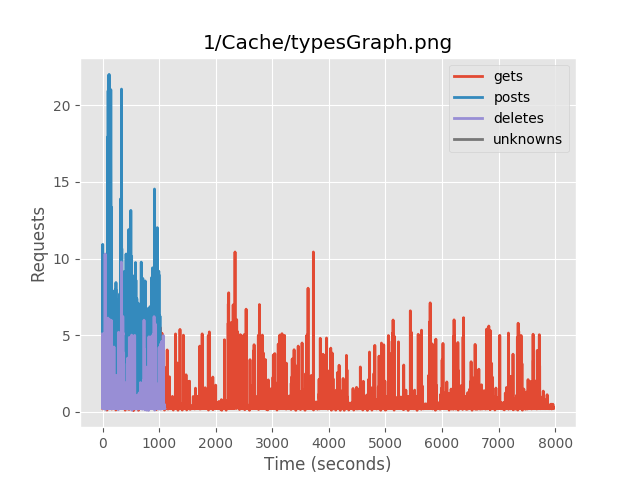 1/Cache/typesGraph.png
gets
posts
deletes
unknowns
20
15
10
5
0
Requests
0 1000 2000 3000 4000 5000 6000 7000 8000
Time (seconds)